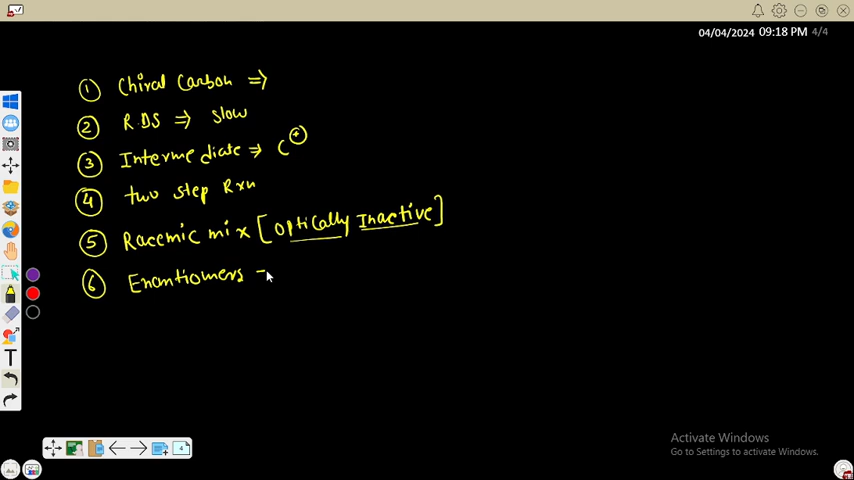 04/04/2024 09:18 PM 4/4
① Chiral Carbon ⇒
② R.D.S ⇒ slow
③ Intermediate ⇒ C⊕
④ two step Rxn
⑤ Racemic mix [optically Inactive]
⑥ Enantiomers -
T
4
Activate Windows
Go to Settings to activate Windows.